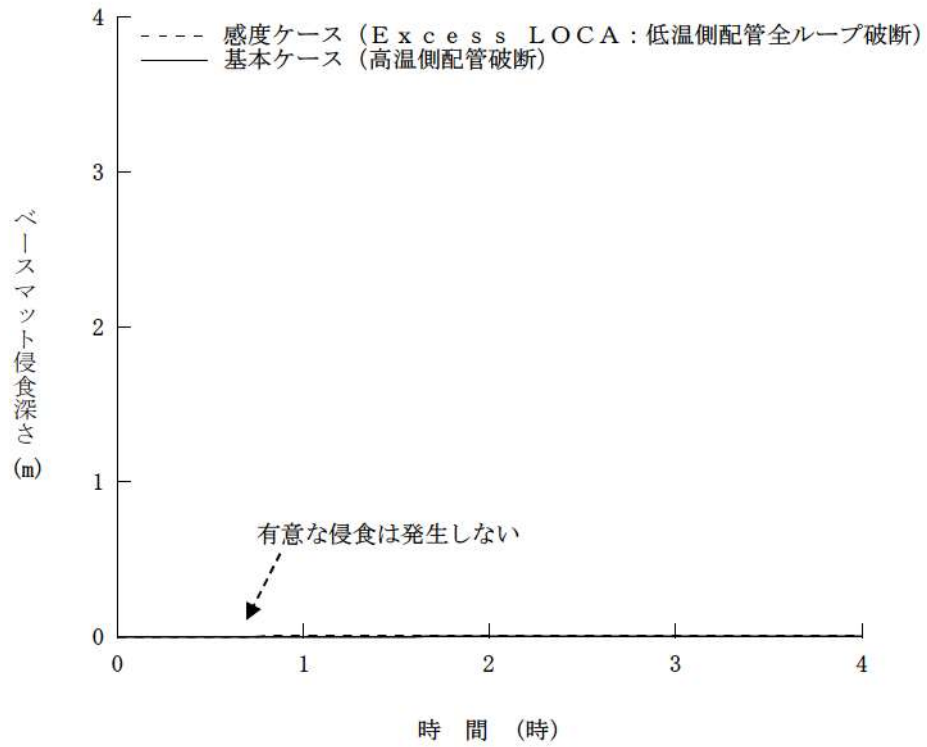 4
感度ケース（Ｅｘｃｅｓｓ ＬＯＣＡ：低温側配管全ループ破断）
基本ケース（高温側配管破断）
3
2
1
0
ベースマット侵食深さ(m)
有意な侵食は発生しない
0 1 2 3 4
時 間 （時）